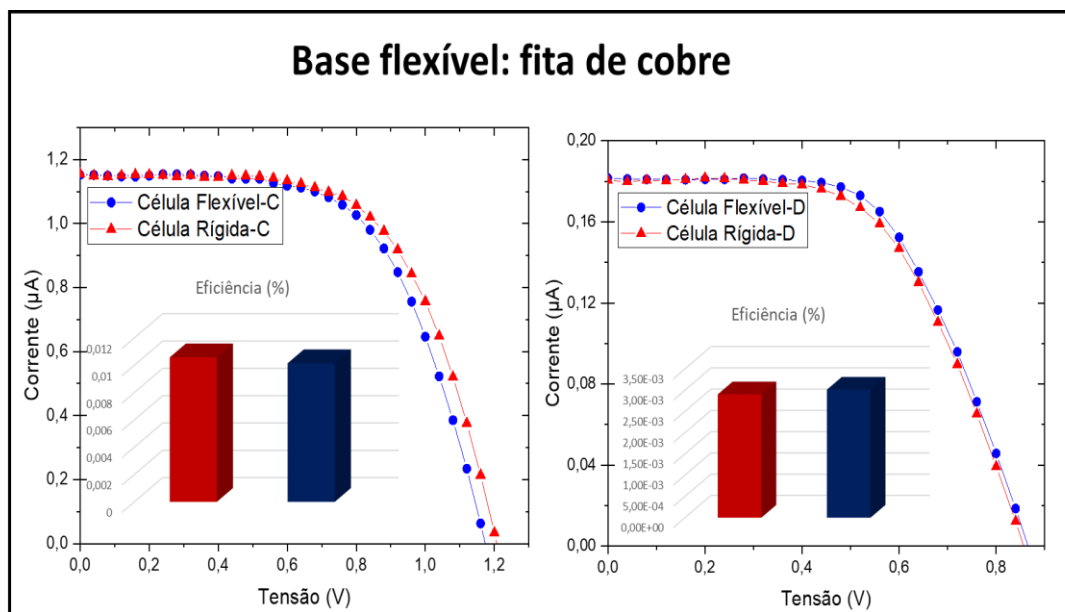 Base flexível: fita de cobre
1,2
1,0
0,8
0,6
0,4
0,2
0,0
Corrente (µA)
Célula Flexível-C
Célula Rígida-C
Eficiência (%)
0,012
0,01
0,008
0,006
0,004
0,002
0
0,0 0,2 0,4 0,6 0,8 1,0 1,2
Tensão (V)
0,20
0,16
0,12
0,08
0,04
0,00
Corrente (µA)
Célula Flexível-D
Célula Rígida-D
Eficiência (%)
3,50E-03
3,00E-03
2,50E-03
2,00E-03
1,50E-03
1,00E-03
5,00E-04
0,00E+00
0,0 0,2 0,4 0,6 0,8
Tensão (V)